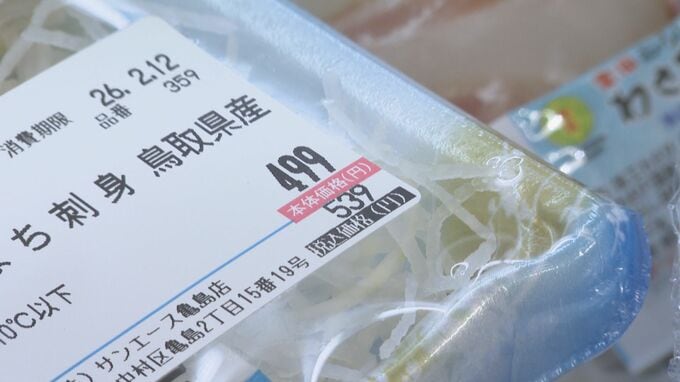 消費期限 26. 2.12
品番 359
まち刺身 鳥取県産
499
本体価格(円)
539
税込価格(円)
10℃以下
)サンエース亀島店
中村区亀島2丁目15番19号
わさ